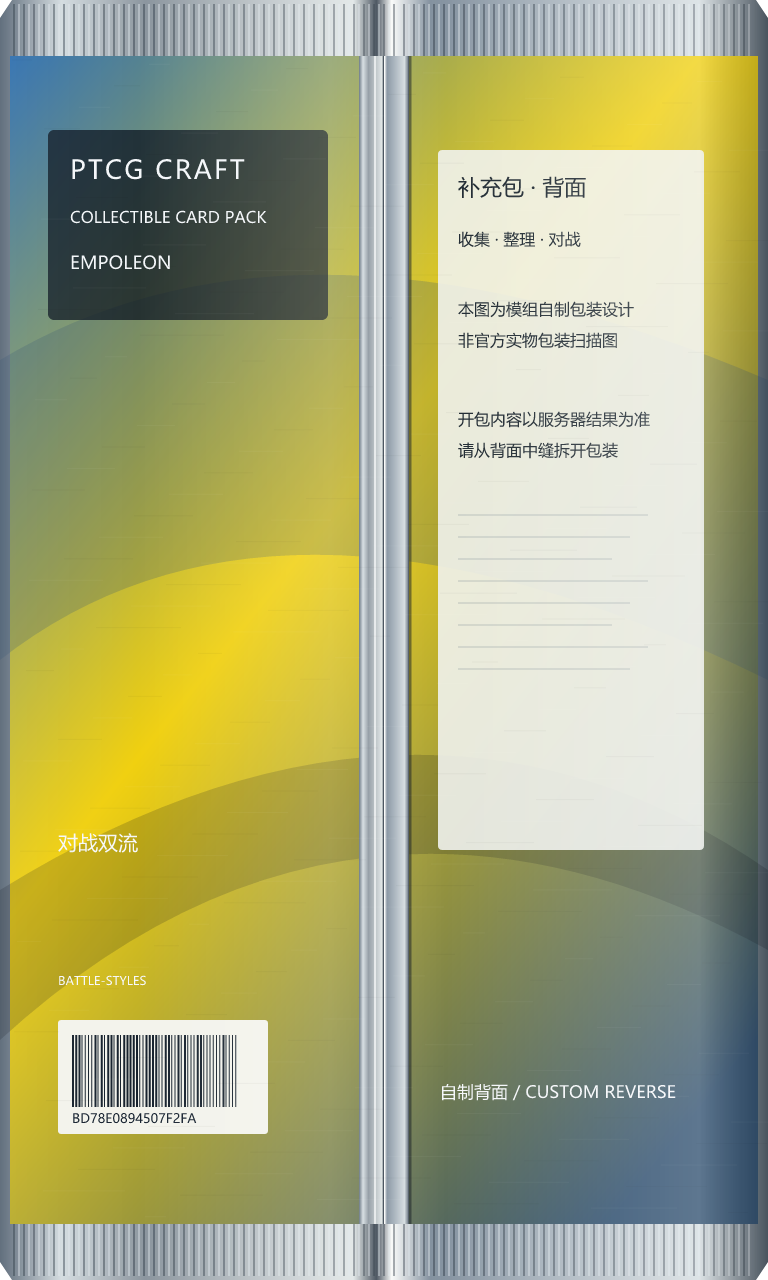 PTCG CRAFT
COLLECTIBLE CARD PACK
EMPOLEON
对战双流
BATTLE-STYLES
BD78E0894507F2FA
补充包 · 背面
收集 · 整理 · 对战
本图为模组自制包装设计
非官方实物包装扫描图
开包内容以服务器结果为准
请从背面中缝拆开包装
自制背面 / CUSTOM REVERSE